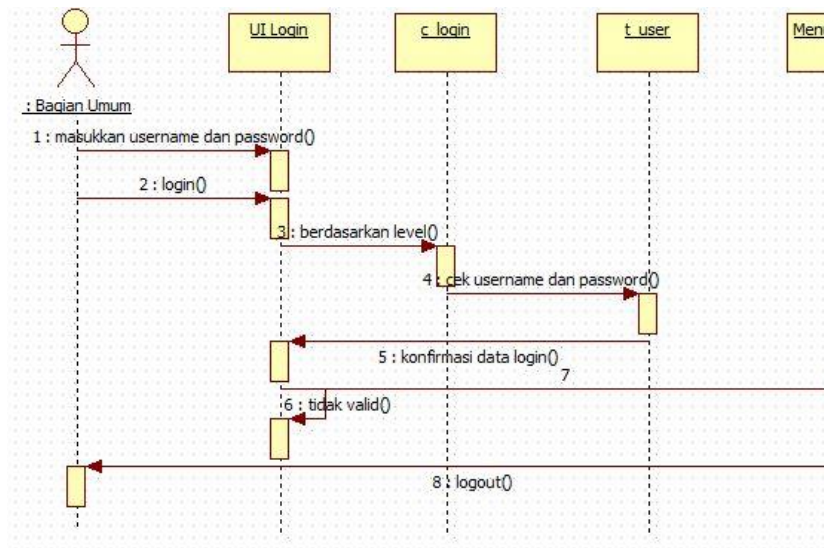 UI Login
c_login
t_user
Menu
: Bagian Umum
1 : masukkan username dan password()
2 : login()
3 : berdasarkan level()
4 : cek username dan password()
5 : konfirmasi data login()
7
6 : tidak valid()
8 : logout()